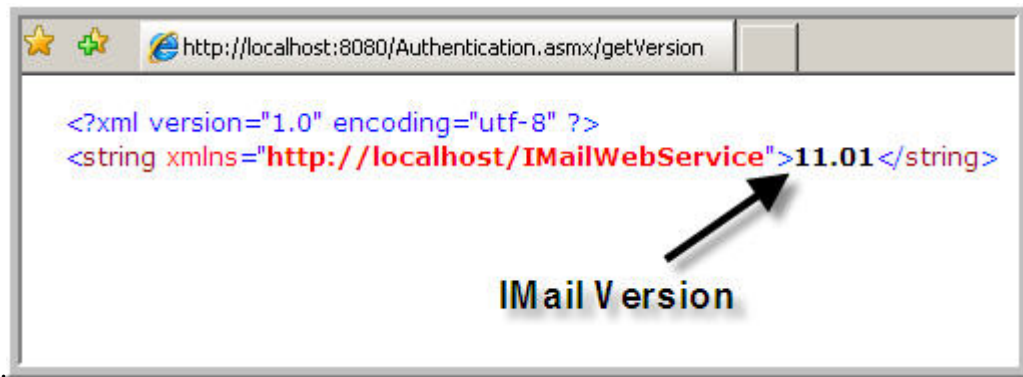 http://localhost:8080/Authentication.asmx/getVersion
<?xml version="1.0" encoding="utf-8" ?>
<string xmlns="http://localhost/IMailWebService">11.01</string>
IMail Version
.